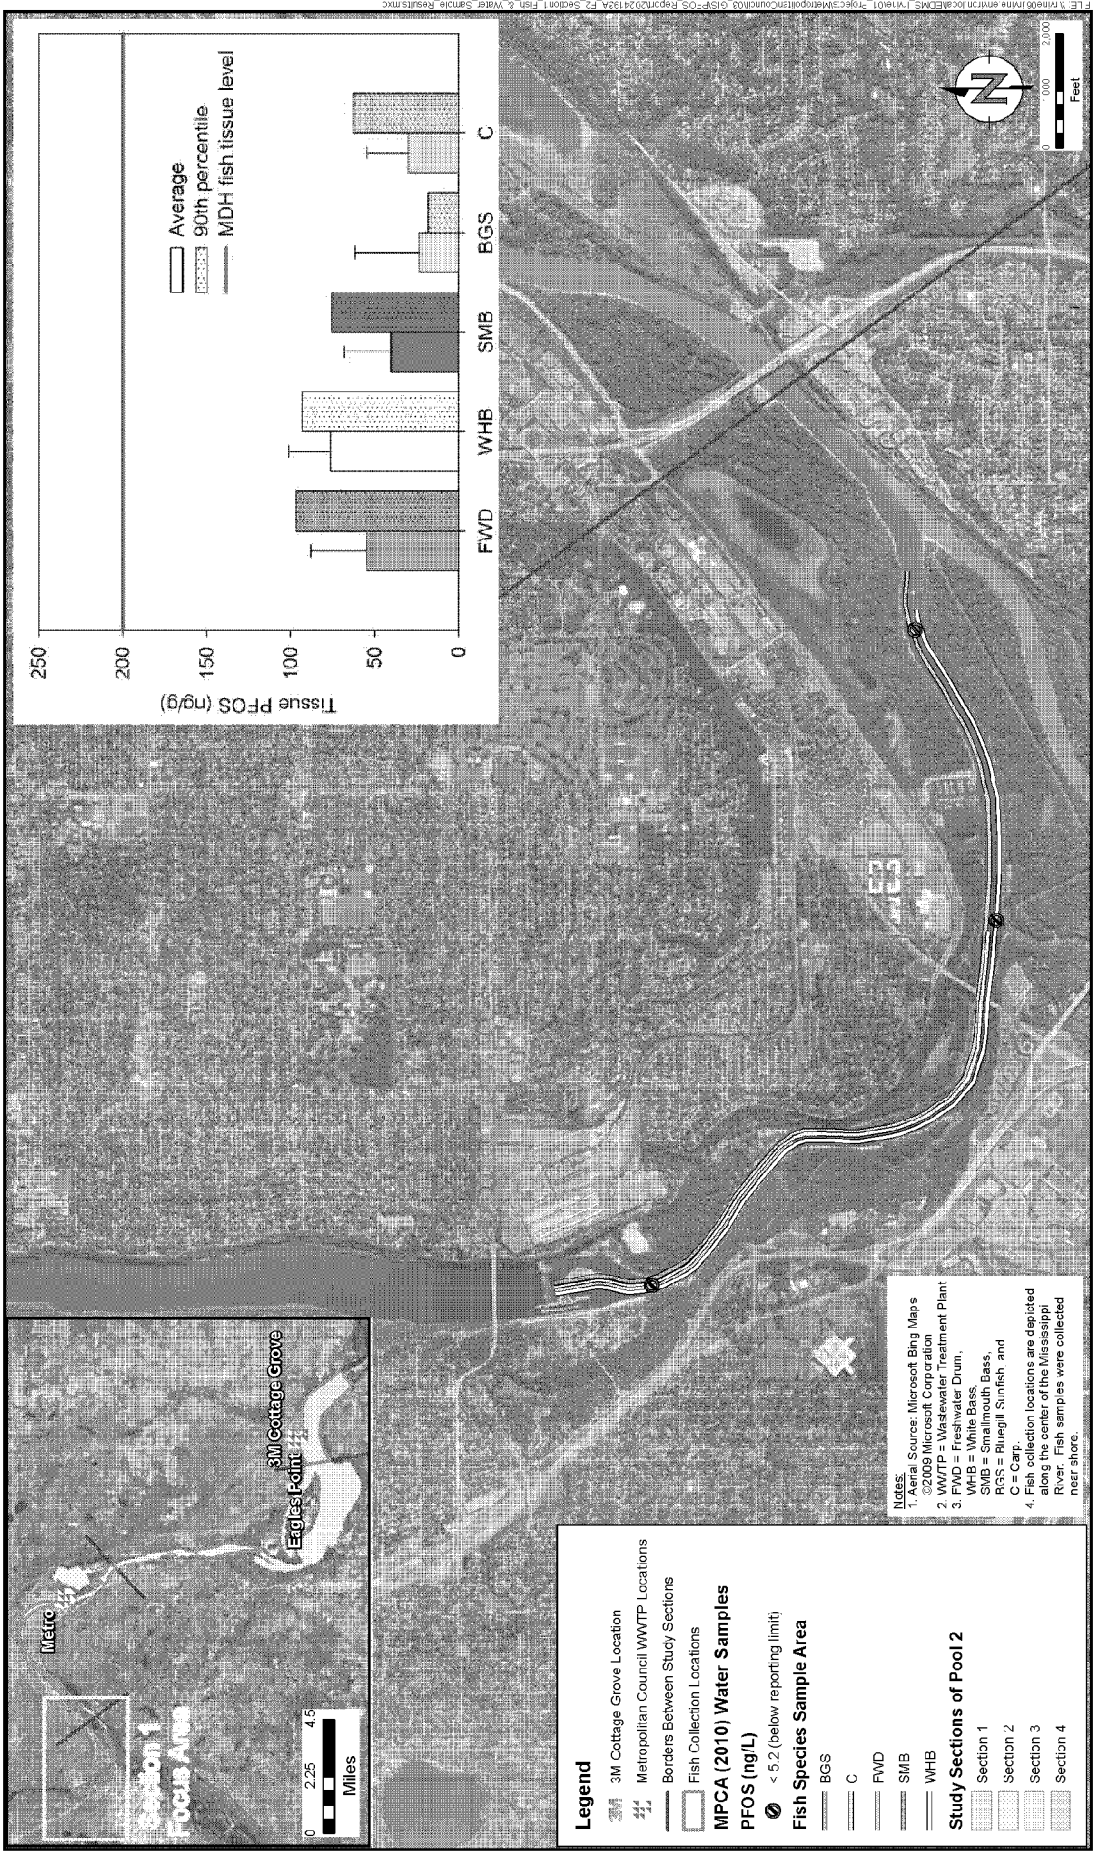 250
200
150
100
50
0
Tissue PFOS (ng/g)
Average
90th percentile
MDH fish tissue level
FWD
WHB
SMB
BGS
C
Metro
Eagles Point
3M Cottage Grove
Section 1
Focus Area
0 2.25 4.5
Miles
Legend
3M 3M Cottage Grove Location
Metropolitan Council WWTP Locations
Borders Between Study Sections
Fish Collection Locations
MPCA (2010) Water Samples
PFOS (ng/L)
< 5.2 (below reporting limit)
Fish Species Sample Area
BGS
C
FWD
SMB
WHB
Study Sections of Pool 2
Section 1
Section 2
Section 3
Section 4
Notes:
1. Aerial Source: Microsoft Bing Maps
©2009 Microsoft Corporation
2. WWTP = Wastewater Treatment Plant
3. FWD = Freshwater Drum,
WHB = White Bass,
SMB = Smallmouth Bass,
BGS = Bluegill Sunfish, and
C = Carp.
4. Fish collection locations are depicted
along the center of the Mississippi
River. Fish samples were collected
near shore.
N
0 1,000 2,000
Feet